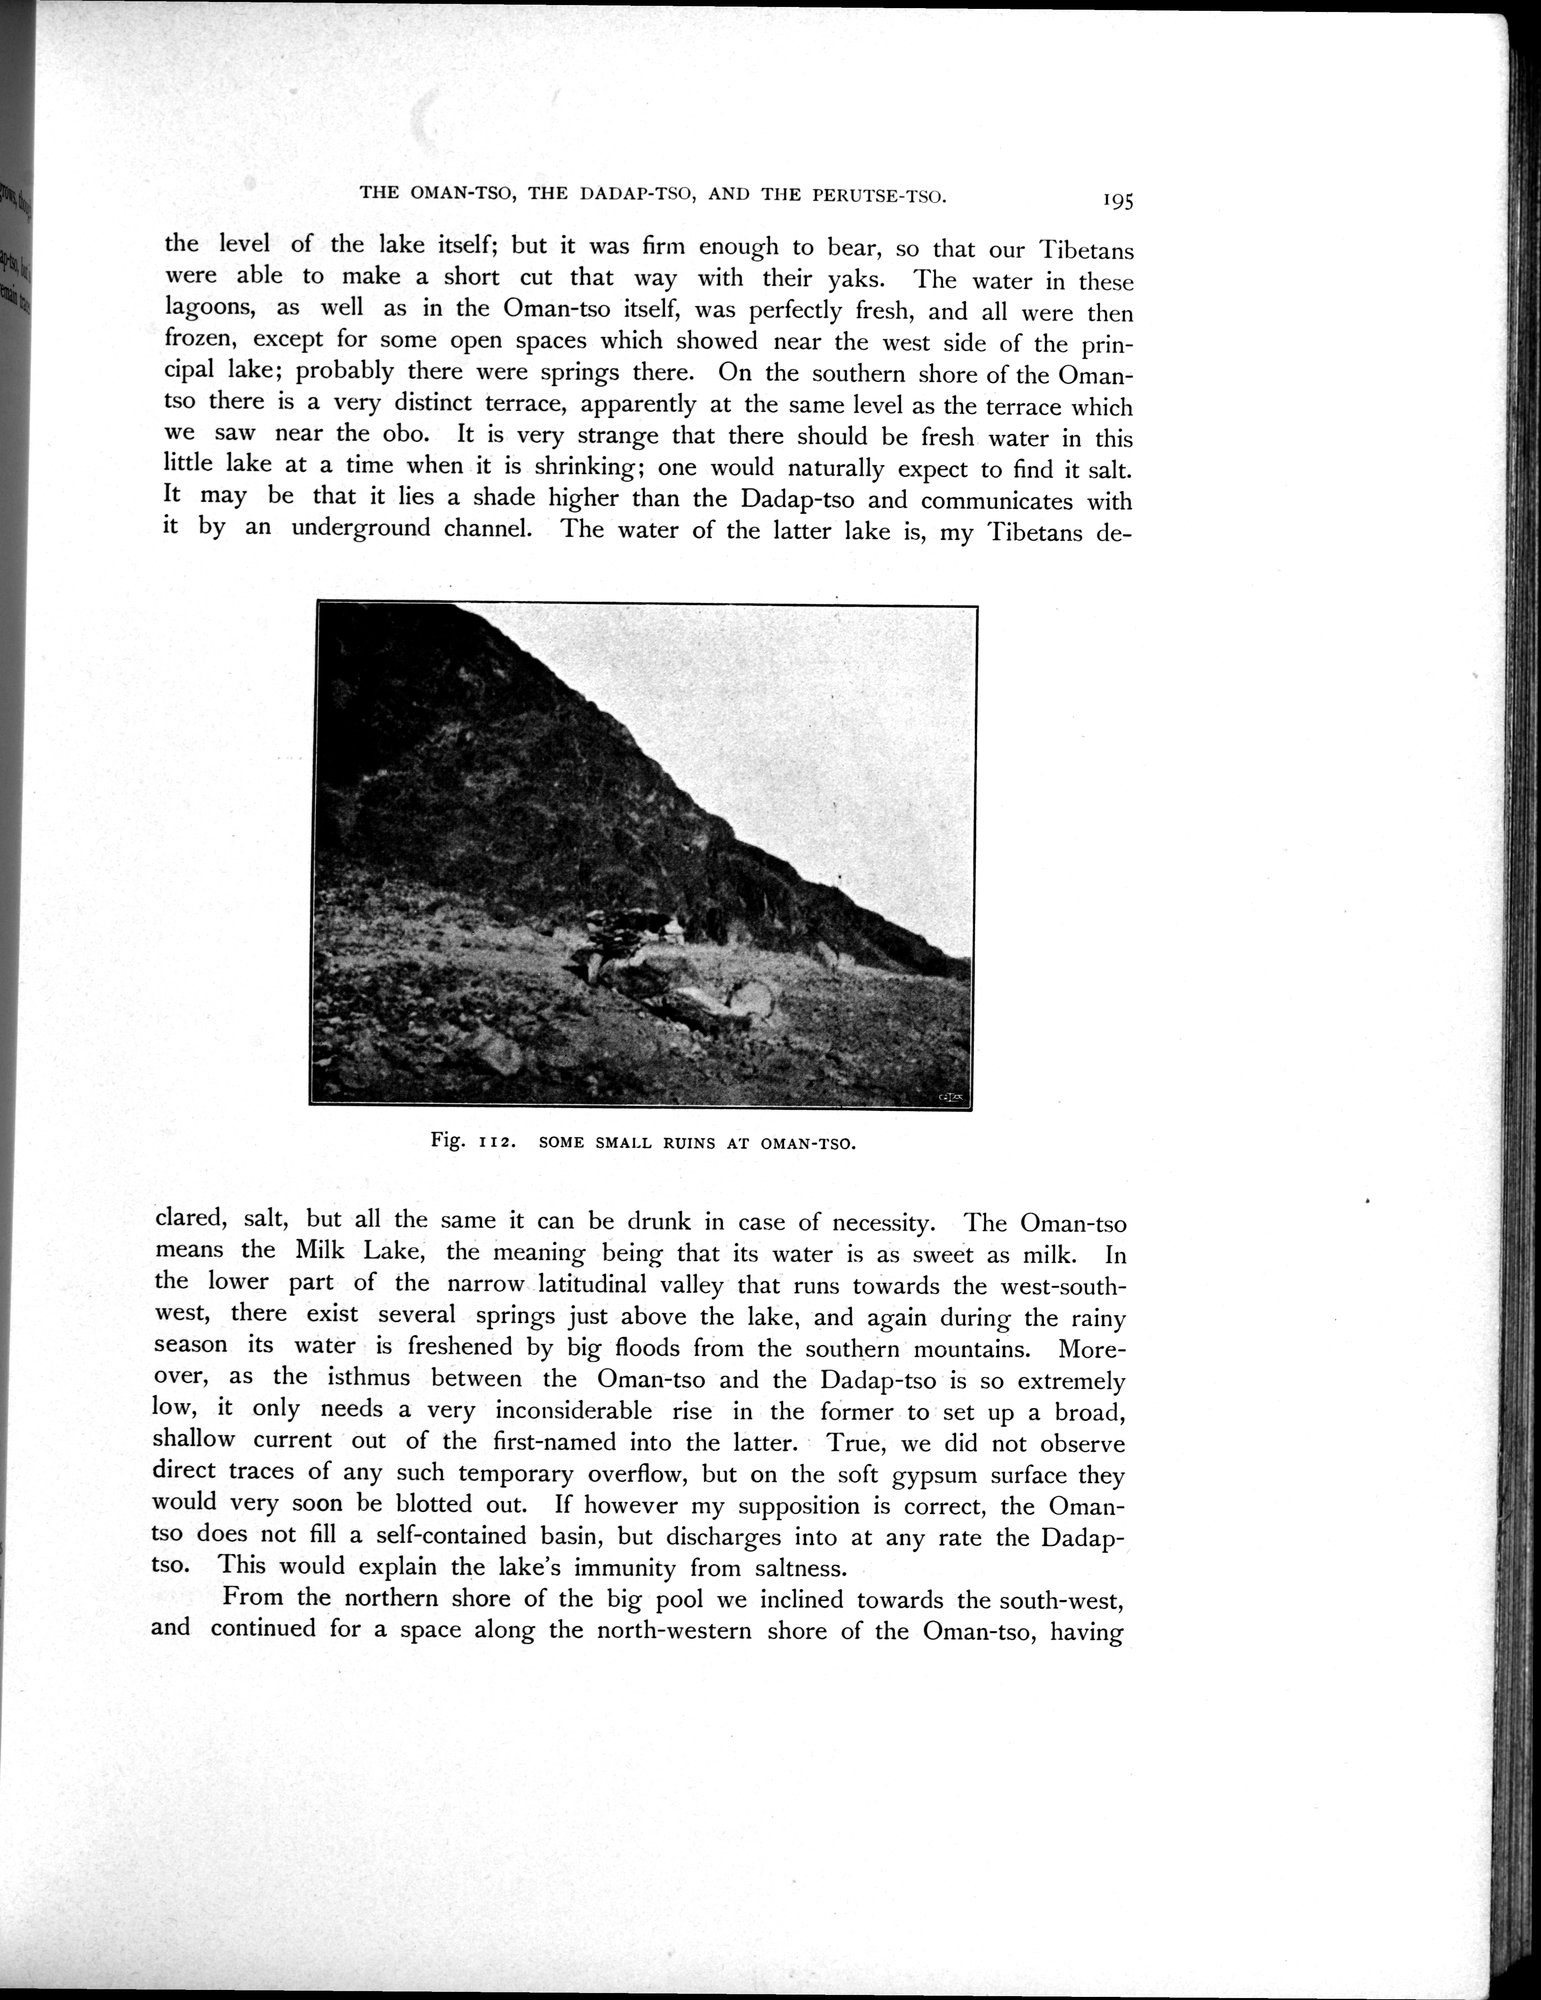 THE OMAN-TSO, THE DADAP-TSO, AND THE PERUTSE-TSO. 195
the level of the lake itself; but it was firm enough to bear, so that our Tibetans
were able to make a short cut that way with their yaks. The water in these
lagoons, as well as in the Oman-tso itself, was perfectly fresh, and all were then
frozen, except for some open spaces which showed near the west side of the prin-
cipal lake; probably there were springs there. On the southern shore of the Oman-
tso there is a very distinct terrace, apparently at the same level as the terrace which
we saw near the obo. It is very strange that there should be fresh water in this
little lake at a time when it is shrinking; one would naturally expect to find it salt.
It may be that it lies a shade higher than the Dadap-tso and communicates with
it by an underground channel. The water of the latter lake is, my Tibetans de-
Fig. 112. SOME SMALL RUINS AT OMAN-TSO.
clared, salt, but all the same it can be drunk in case of necessity. The Oman-tso
means the Milk Lake, the meaning being that its water is as sweet as milk. In
the lower part of the narrow latitudinal valley that runs towards the west-south-
west, there exist several springs just above the lake, and again during the rainy
season its water is freshened by big floods from the southern mountains. More-
over, as the isthmus between the Oman-tso and the Dadap-tso is so extremely
low, it only needs a very inconsiderable rise in the former to set up a broad,
shallow current out of the first-named into the latter. True, we did not observe
direct traces of any such temporary overflow, but on the soft gypsum surface they
would very soon be blotted out. If however my supposition is correct, the Oman-
tso does not fill a self-contained basin, but discharges into at any rate the Dadap-
tso. This would explain the lake's immunity from saltness.
From the northern shore of the big pool we inclined towards the south-west,
and continued for a space along the north-western shore of the Oman-tso, having